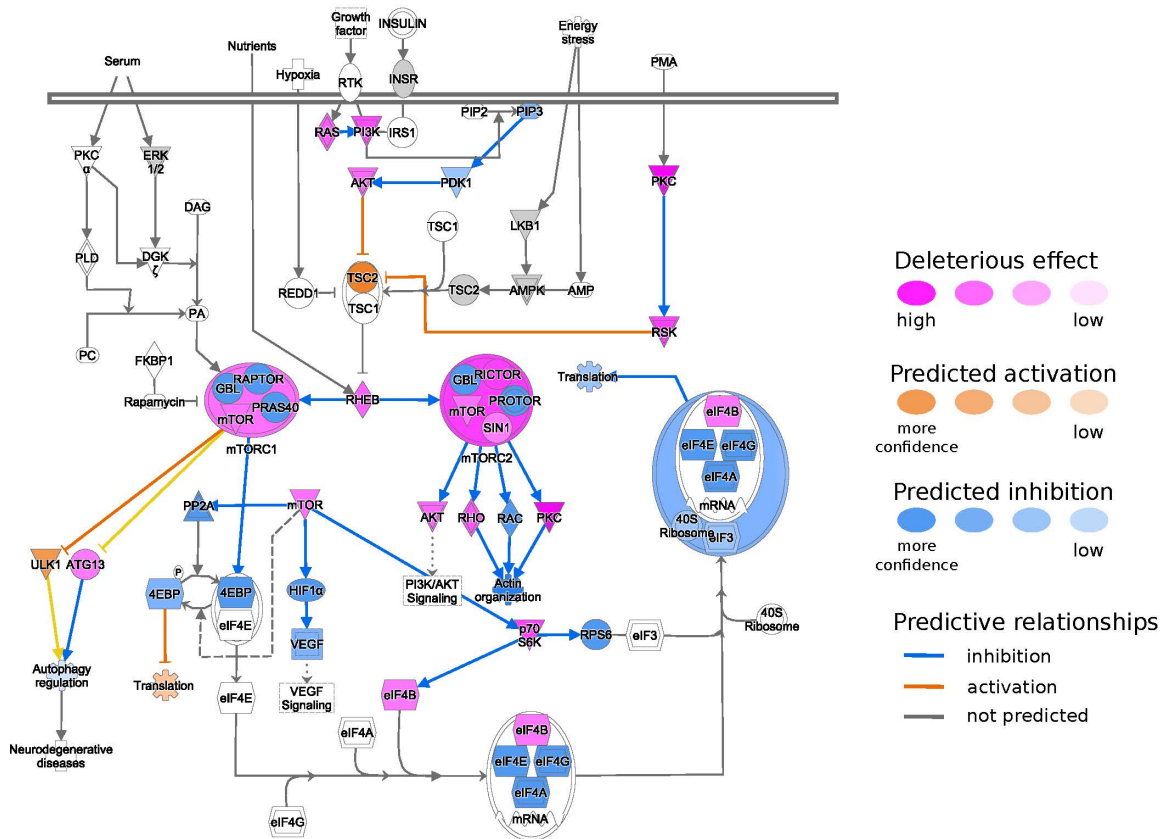 Growth
factor
INSULIN
Energy
stress
Nutrients
Serum
Hypoxia
RTK
INSR
PMA
PIP2
PIP3
RAS
PI3K
IRS1
PKC
α
ERK
1/2
AKT
PDK1
PKC
DAG
TSC1
LKB1
PLD
DGK
ζ
TSC2
REDD1
TSC2
AMPK
AMP
TSC1
PA
RSK
PC
FKBP1
Rapamycin
RAPTOR
GBL
PRAS40
mTOR
mTORC1
RHEB
RICTOR
GBL
PROTOR
mTOR
SIN1
mTORC2
Translation
eIF4B
eIF4E
eIF4G
eIF4A
mRNA
40S
Ribosome
eIF3
PP2A
mTOR
AKT
RHO
RAC
PKC
ULK1
ATG13
P
4EBP
4EBP
eIF4E
HIF1α
PI3K/AKT
Signaling
Actin
organization
VEGF
p70
S6K
RPS6
eIF3
40S
Ribosome
Autophagy
regulation
Translation
eIF4E
VEGF
Signaling
eIF4B
Neurodegenerative
diseases
eIF4A
eIF4B
eIF4E
eIF4G
eIF4A
mRNA
eIF4G
Deleterious effect
high
low
Predicted activation
more
confidence
low
Predicted inhibition
more
confidence
low
Predictive relationships
inhibition
activation
not predicted